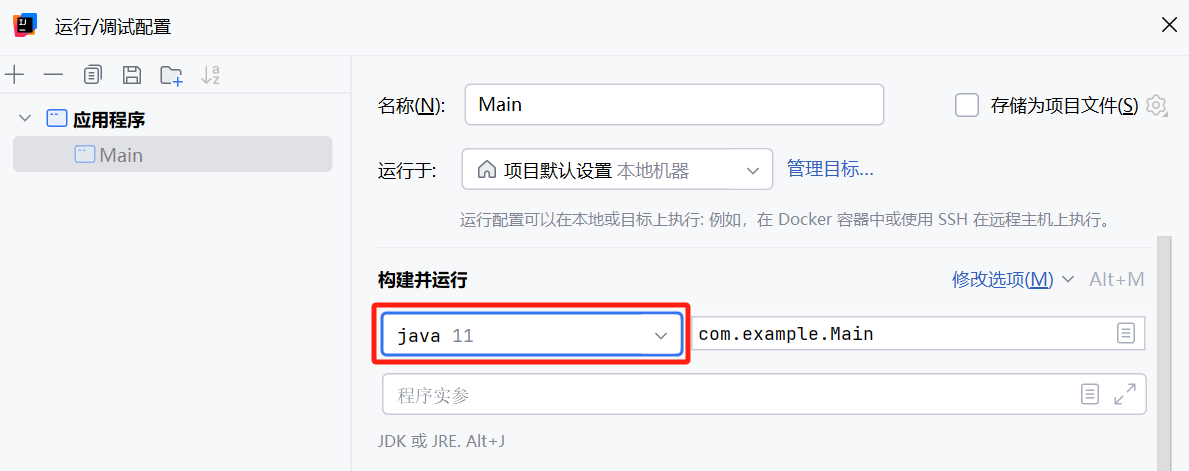 运行/调试配置
应用程序
Main
名称(N): Main 存储为项目文件(S)
运行于: 项目默认设置 本地机器 管理目标...
运行配置可以在本地或目标上执行: 例如，在 Docker 容器中或使用 SSH 在远程主机上执行。
构建并运行 修改选项(M) Alt+M
java 11 com.example.Main
程序实参
JDK 或 JRE. Alt+J